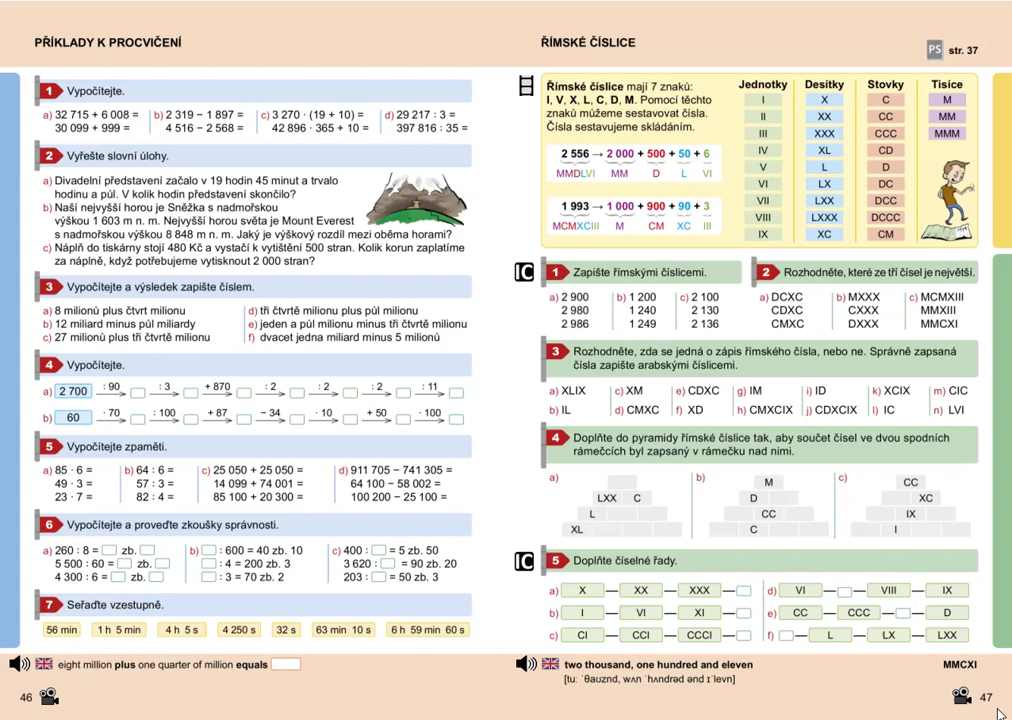 PŘÍKLADY K PROCVIČENÍ
1 Vypočítejte.
a) 32 715 + 6 008 = b) 2 319 − 1 897 = c) 3 270 · (19 + 10) = d) 29 217 : 3 =
30 099 + 999 = 4 516 − 2 568 = 42 896 · 365 + 10 = 397 816 : 35 =
2 Vyřešte slovní úlohy.
a) Divadelní představení začalo v 19 hodin 45 minut a trvalo
hodinu a půl. V kolik hodin představení skončilo?
b) Naší nejvyšší horou je Sněžka s nadmořskou
výškou 1 603 m n. m. Nejvyšší horou světa je Mount Everest
s nadmořskou výškou 8 848 m n. m. Jaký je výškový rozdíl mezi oběma horami?
c) Náplň do tiskárny stojí 480 Kč a vystačí k vytištění 500 stran. Kolik korun zaplatíme
za náplně, když potřebujeme vytisknout 2 000 stran?
3 Vypočítejte a výsledek zapište číslem.
a) 8 milionů plus čtvrt milionu d) tři čtvrtě milionu plus půl milionu
b) 12 miliard minus půl miliardy e) jeden a půl milionu minus tři čtvrtě milionu
c) 27 milionů plus tři čtvrtě milionu f) dvacet jedna miliard minus 5 milionů
4 Vypočítejte.
a) 2 700 : 90 : 3 + 870 : 2 : 2 : 2 : 11
b) 60 · 70 : 100 + 87 − 34 · 10 + 50 · 100
5 Vypočítejte zpaměti.
a) 85 · 6 = b) 64 : 6 = c) 25 050 + 25 050 = d) 911 705 − 741 305 =
49 · 3 = 57 : 3 = 14 099 + 74 001 = 64 100 − 58 002 =
23 · 7 = 82 : 4 = 85 100 + 20 300 = 100 200 − 25 100 =
6 Vypočítejte a proveďte zkoušky správnosti.
a) 260 : 8 = zb. b) : 600 = 40 zb. 10 c) 400 : = 5 zb. 50
5 500 : 60 = zb. : 4 = 200 zb. 3 3 620 : = 90 zb. 20
4 300 : 6 = zb. : 3 = 70 zb. 2 203 : = 50 zb. 3
7 Seřaďte vzestupně.
56 min 1 h 5 min 4 h 5 s 4 250 s 32 s 63 min 10 s 6 h 59 min 60 s
eight million plus one quarter of million equals
46
ŘÍMSKÉ ČÍSLICE
PS str. 37
Římské číslice mají 7 znaků:
I, V, X, L, C, D, M. Pomocí těchto
znaků můžeme sestavovat čísla.
Čísla sestavujeme skládáním.
2 556 → 2 000 + 500 + 50 + 6
MMDLVI MM D L VI
1 993 → 1 000 + 900 + 90 + 3
MCMXCIII M CM XC III
Jednotky Desítky Stovky Tisíce
I X C M
II XX CC MM
III XXX CCC MMM
IV XL CD
V L D
VI LX DC
VII LXX DCC
VIII LXXX DCCC
IX XC CM
1 Zapište římskými číslicemi.
a) 2 900 b) 1 200 c) 2 100
2 980 1 240 2 130
2 986 1 249 2 136
2 Rozhodněte, které ze tří čísel je největší.
a) DCXC b) MXXX c) MCMXIII
CDXC CXXX MMXIII
CMXC DXXX MMCXI
3 Rozhodněte, zda se jedná o zápis římského čísla, nebo ne. Správně zapsaná
čísla zapište arabskými číslicemi.
a) XLIX c) XM e) CDXC g) IM i) ID k) XCIX m) CIC
b) IL d) CMXC f) XD h) CMXCIX j) CDXCIX l) IC n) LVI
4 Doplňte do pyramidy římské číslice tak, aby součet čísel ve dvou spodních
rámečcích byl zapsaný v rámečku nad nimi.
a) b) c)
M CC
LXX C D XC
L CC IX
XL C I
5 Doplňte číselné řady.
a) X XX XXX d) VI VIII IX
b) I VI XI e) CC CCC D
c) CI CCI CCCI f) L LX LXX
two thousand, one hundred and eleven MMCXI
[tuː ˈθaʊznd, wʌn ˈhʌndrəd ənd ɪˈlevn]
47